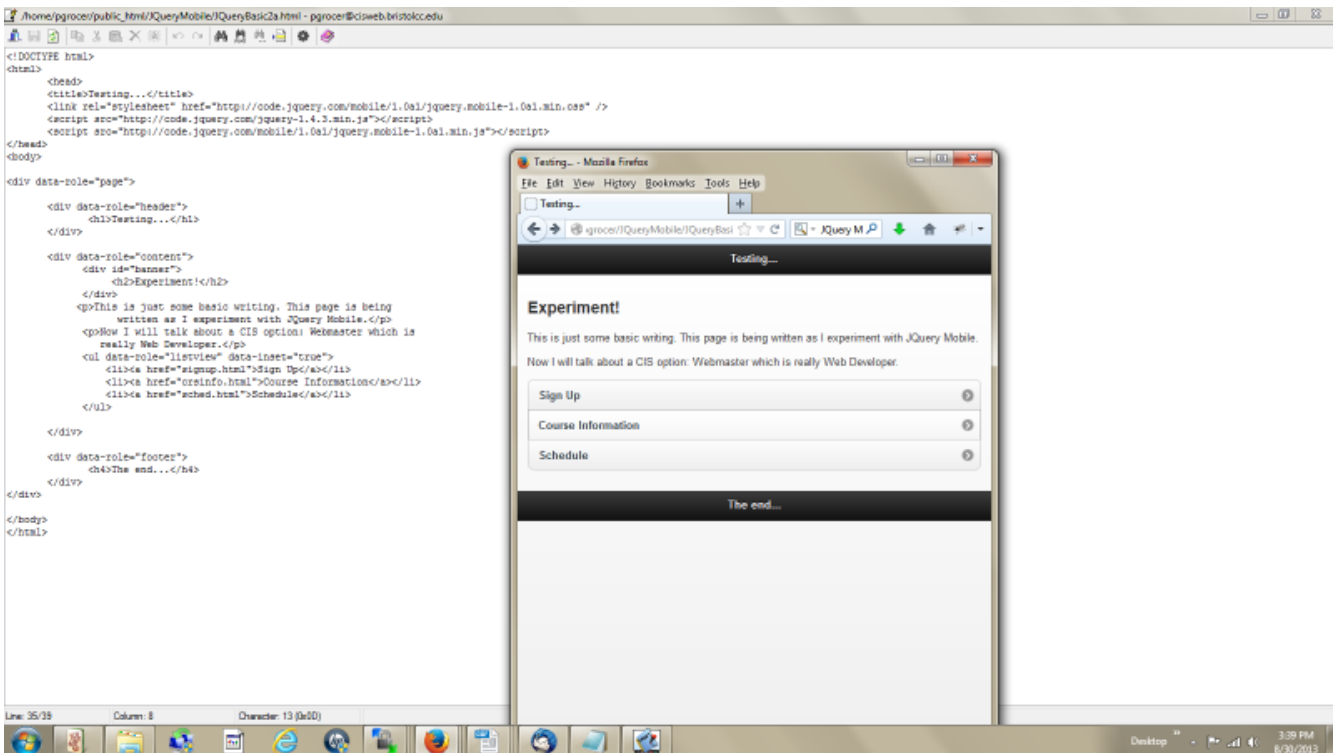 /home/pgrocer/public_html/JQueryMobile/JQueryBasic2a.html - pgrocer@cisweb.bristolcc.edu
<!DOCTYPE html>
<html>
<head>
<title>Testing...</title>
<link rel="stylesheet" href="http://code.jquery.com/mobile/1.0a1/jquery.mobile-1.0a1.min.css" />
<script src="http://code.jquery.com/jquery-1.4.3.min.js"></script>
<script src="http://code.jquery.com/mobile/1.0a1/jquery.mobile-1.0a1.min.js"></script>
</head>
<body>
<div data-role="page">
<div data-role="header">
<h1>Testing...</h1>
</div>
<div data-role="content">
<div id="banner">
<h2>Experiment!</h2>
</div>
<p>This is just some basic writing. This page is being
written as I experiment with JQuery Mobile.</p>
<p>Now I will talk about a CIS option: Webmaster which is
really Web Developer.</p>
<ul data-role="listview" data-inset="true">
<li><a href="signup.html">Sign Up</a></li>
<li><a href="crsinfo.html">Course Information</a></li>
<li><a href="sched.html">Schedule</a></li>
</ul>
</div>
<div data-role="footer">
<h4>The end...</h4>
</div>
</div>
</body>
</html>
Testing... - Mozilla Firefox
File Edit View History Bookmarks Tools Help
Testing...
grocer/JQueryMobile/JQueryBasi JQuery M
Testing...
Experiment!
This is just some basic writing. This page is being written as I experiment with JQuery Mobile.
Now I will talk about a CIS option: Webmaster which is really Web Developer.
Sign Up
Course Information
Schedule
The end...
Line: 35/39 Column: 8 Character: 13 (0x0D)
Desktop 3:39 PM
8/30/2013